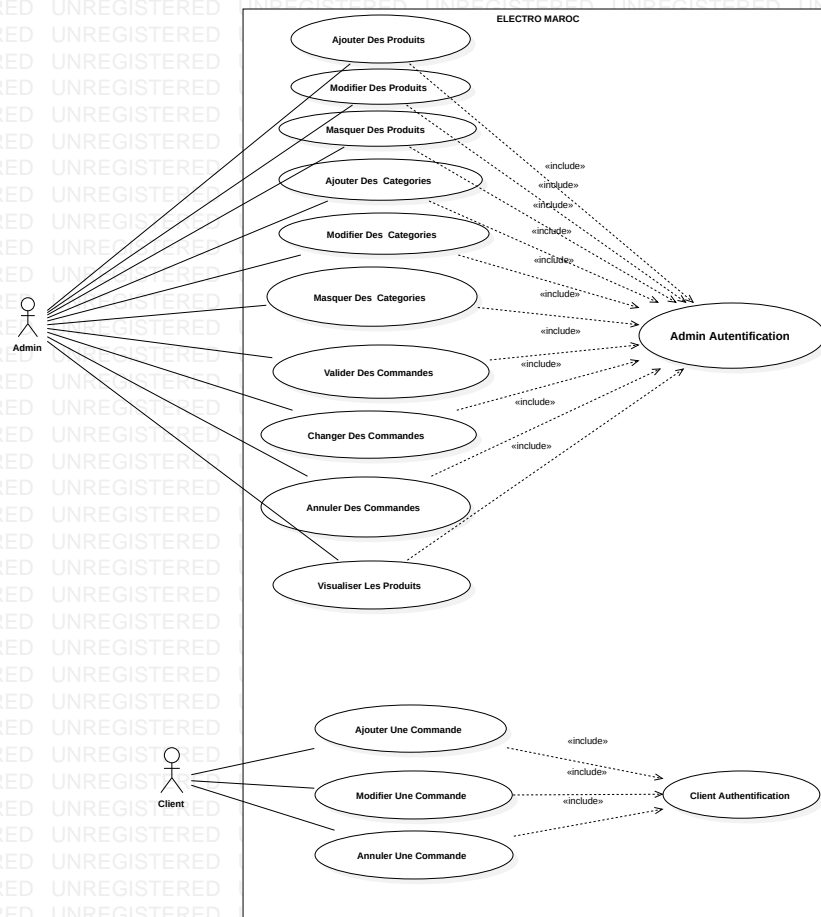 ELECTRO MAROC
Ajouter Des Produits
Modifier Des Produits
Masquer Des Produits
«include»
Ajouter Des  Categories
«include»
«include»
Modifier Des  Categories
«include»
«include»
Masquer Des  Categories
«include»
Admin
«include»
Admin Autentification
Valider Des Commandes
«include»
«include»
Changer Des Commandes
«include»
Annuler Des Commandes
Visualiser Les Produits
Ajouter Une Commande
«include»
«include»
Client
Modifier Une Commande
«include»
Client Authentification
Annuler Une Commande
UNREGISTERED